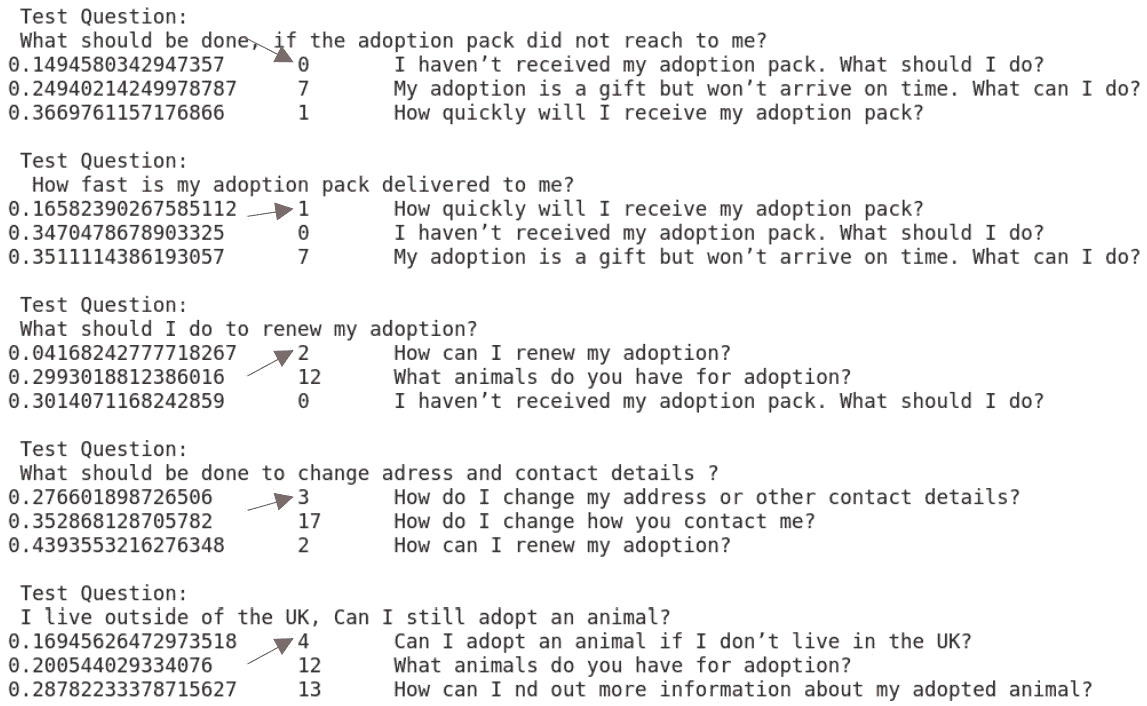 Test Question:
What should be done, if the adoption pack did not reach to me?
0.1494580342947357 0 I haven’t received my adoption pack. What should I do?
0.24940214249978787 7 My adoption is a gift but won’t arrive on time. What can I do?
0.3669761157176866 1 How quickly will I receive my adoption pack?
Test Question:
How fast is my adoption pack delivered to me?
0.16582390267585112 1 How quickly will I receive my adoption pack?
0.3470478678903325 0 I haven’t received my adoption pack. What should I do?
0.3511114386193057 7 My adoption is a gift but won’t arrive on time. What can I do?
Test Question:
What should I do to renew my adoption?
0.04168242777718267 2 How can I renew my adoption?
0.2993018812386016 12 What animals do you have for adoption?
0.3014071168242859 0 I haven’t received my adoption pack. What should I do?
Test Question:
What should be done to change adress and contact details ?
0.276601898726506 3 How do I change my address or other contact details?
0.352868128705782 17 How do I change how you contact me?
0.4393553216276348 2 How can I renew my adoption?
Test Question:
I live outside of the UK, Can I still adopt an animal?
0.16945626472973518 4 Can I adopt an animal if I don’t live in the UK?
0.200544029334076 12 What animals do you have for adoption?
0.28782233378715627 13 How can I nd out more information about my adopted animal?